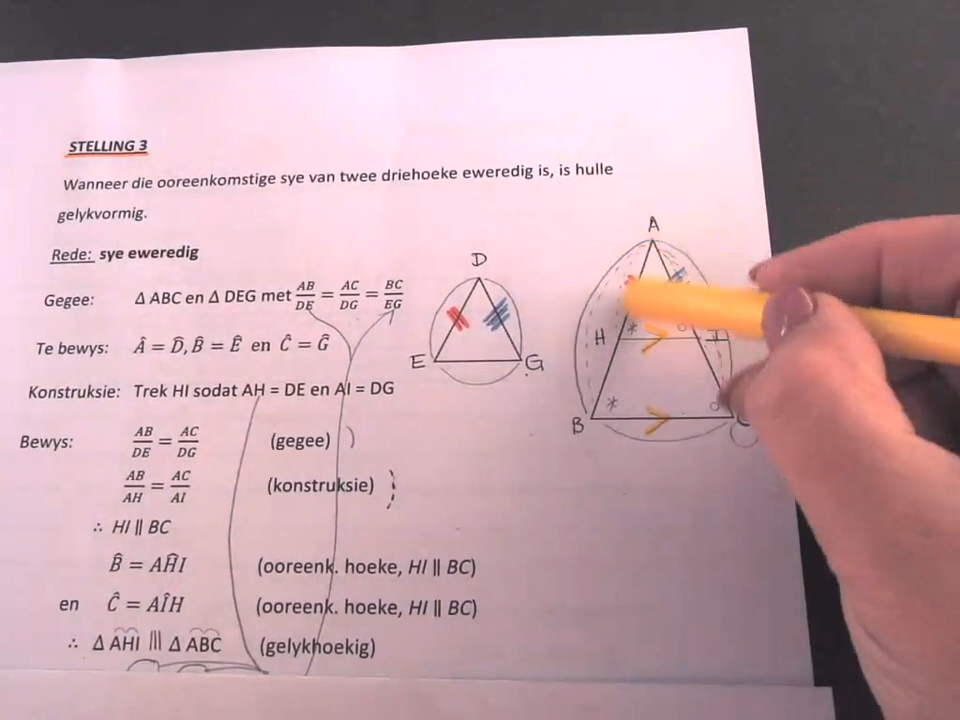 STELLING 3
Wanneer die ooreenkomstige sye van twee driehoeke eweredig is, is hulle
gelykvormig.
Rede: sye eweredig
Gegee: Δ ABC en Δ DEG met AB/DE = AC/DG = BC/EG
Te bewys: Â = D̂, B̂ = Ê en Ĉ = Ĝ
Konstruksie: Trek HI sodat AH = DE en AI = DG
Bewys: AB/DE = AC/DG (gegee)
AB/AH = AC/AI (konstruksie)
∴ HI ∥ BC
B̂ = AĤI (ooreenk. hoeke, HI ∥ BC)
en Ĉ = AÎH (ooreenk. hoeke, HI ∥ BC)
∴ Δ AHI ||| Δ ABC (gelykhoekig)
D
E G
A
H I
B